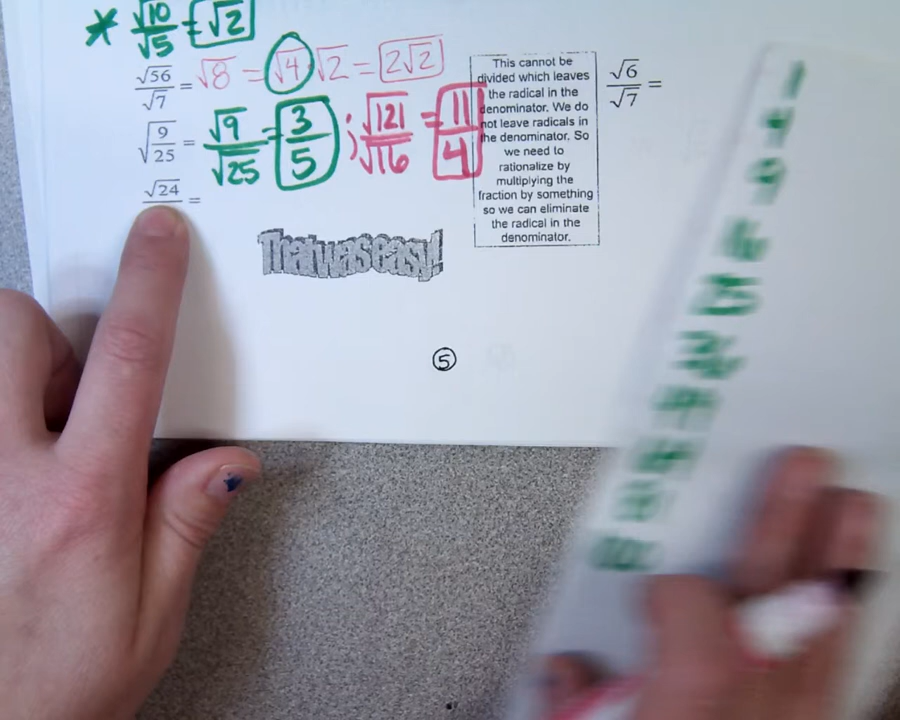 * √10/√5 = √2
√56/√7 = √8 = √4 · √2 = 2√2
√9/25 = √9/√25 = 3/5 ; √121/√16 = 11/4
√24 =
That was easy!
This cannot be
divided which leaves
the radical in the
denominator. We do
not leave radicals in
the denominator. So
we need to
rationalize by
multiplying the
fraction by something
so we can eliminate
the radical in the
denominator.
√6/√7 =
5
1
4
9
16
25
36